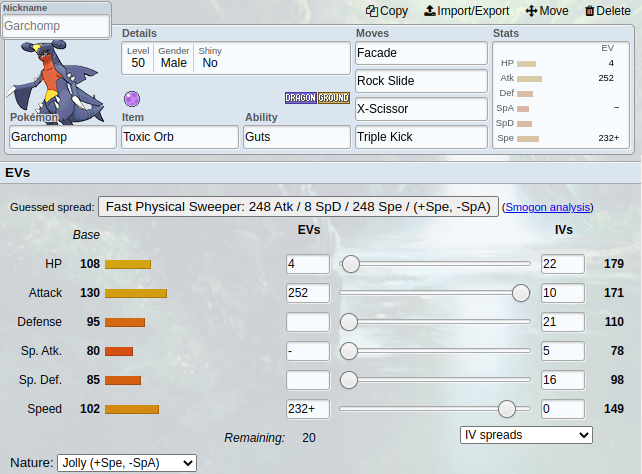 Nickname
Garchomp
Copy Import/Export Move Delete
Details
Level Gender Shiny
50 Male No
DRAGON GROUND
Pokémon Item Ability
Garchomp Toxic Orb Guts
Moves
Facade
Rock Slide
X-Scissor
Triple Kick
Stats
EV
HP 4
Atk 252
Def
SpA −
SpD
Spe 232+
EVs
Guessed spread: Fast Physical Sweeper: 248 Atk / 8 SpD / 248 Spe / (+Spe, -SpA) (Smogon analysis)
Base EVs IVs
HP 108 4 22 179
Attack 130 252 10 171
Defense 95 21 110
Sp. Atk. 80 - 5 78
Sp. Def. 85 16 98
Speed 102 232+ 0 149
Remaining: 20 IV spreads
Nature: Jolly (+Spe, -SpA)